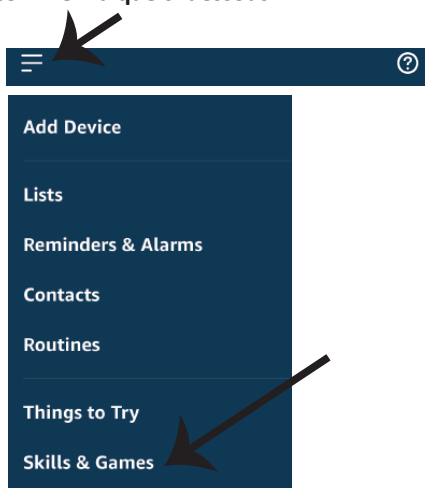 Add Device
Lists
Reminders & Alarms
Contacts
Routines
Things to Try
Skills & Games